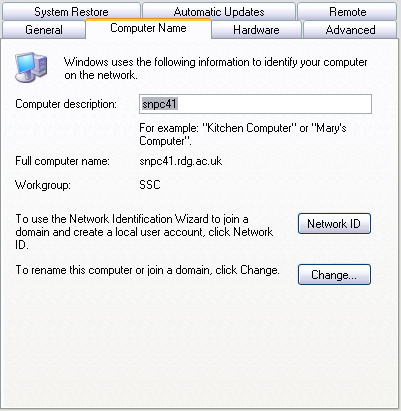 System Restore Automatic Updates Remote
General Computer Name Hardware Advanced
Windows uses the following information to identify your computer
on the network.
Computer description: snpc41
For example: "Kitchen Computer" or "Mary's
Computer".
Full computer name: snpc41.rdg.ac.uk
Workgroup: SSC
To use the Network Identification Wizard to join a
domain and create a local user account, click Network
ID.
Network ID
To rename this computer or join a domain, click Change.
Change...